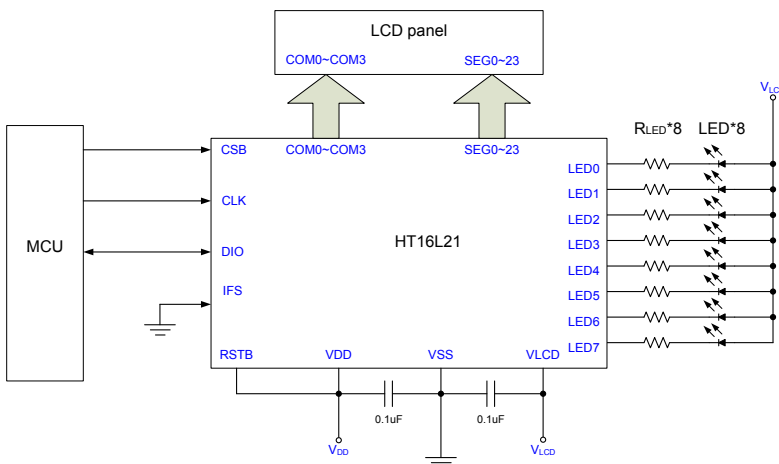 LCD panel
COM0~COM3 SEG0~23
VLC
RLED*8 LED*8
CSB COM0~COM3 SEG0~23
LED0
LED1
CLK
LED2
MCU HT16L21
LED3
DIO
LED4
IFS
LED5
LED6
LED7
RSTB VDD VSS VLCD
0.1uF 0.1uF
VDD VLCD